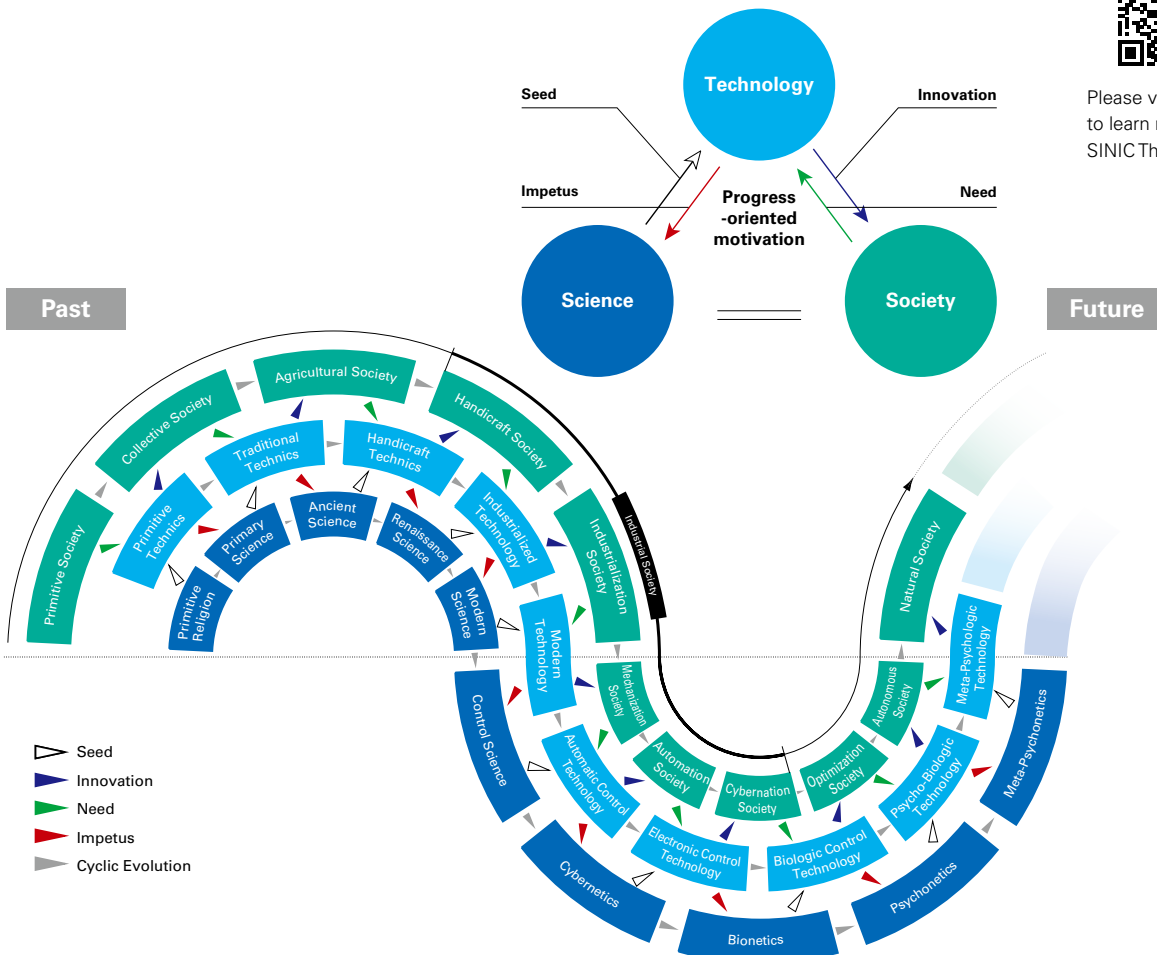 Technology
Seed
Innovation
Please v
to learn r
SINIC Th
Impetus
Progress
-oriented
motivation
Need
Science
Society
Past
Future
Agricultural Society
Collective Society
Handicraft Society
Primitive Society
Industrialization
Society
Industrial Society
Traditional
Technics
Handicraft
Technics
Primitive
Technics
Industrialized
Technology
Ancient
Science
Primary
Science
Renaissance
Science
Primitive
Religion
Modern
Science
Modern
Technology
Mechanization
Society
Natural Society
Meta-Psychologic
Technology
Autonomous
Society
Control Science
Automatic Control
Technology
Automation
Society
Cybernation
Society
Optimization
Society
Psycho-Biologic
Technology
Meta-Psychonetics
Electronic Control
Technology
Biologic Control
Technology
Cybernetics
Bionetics
Psychonetics
Seed
Innovation
Need
Impetus
Cyclic Evolution